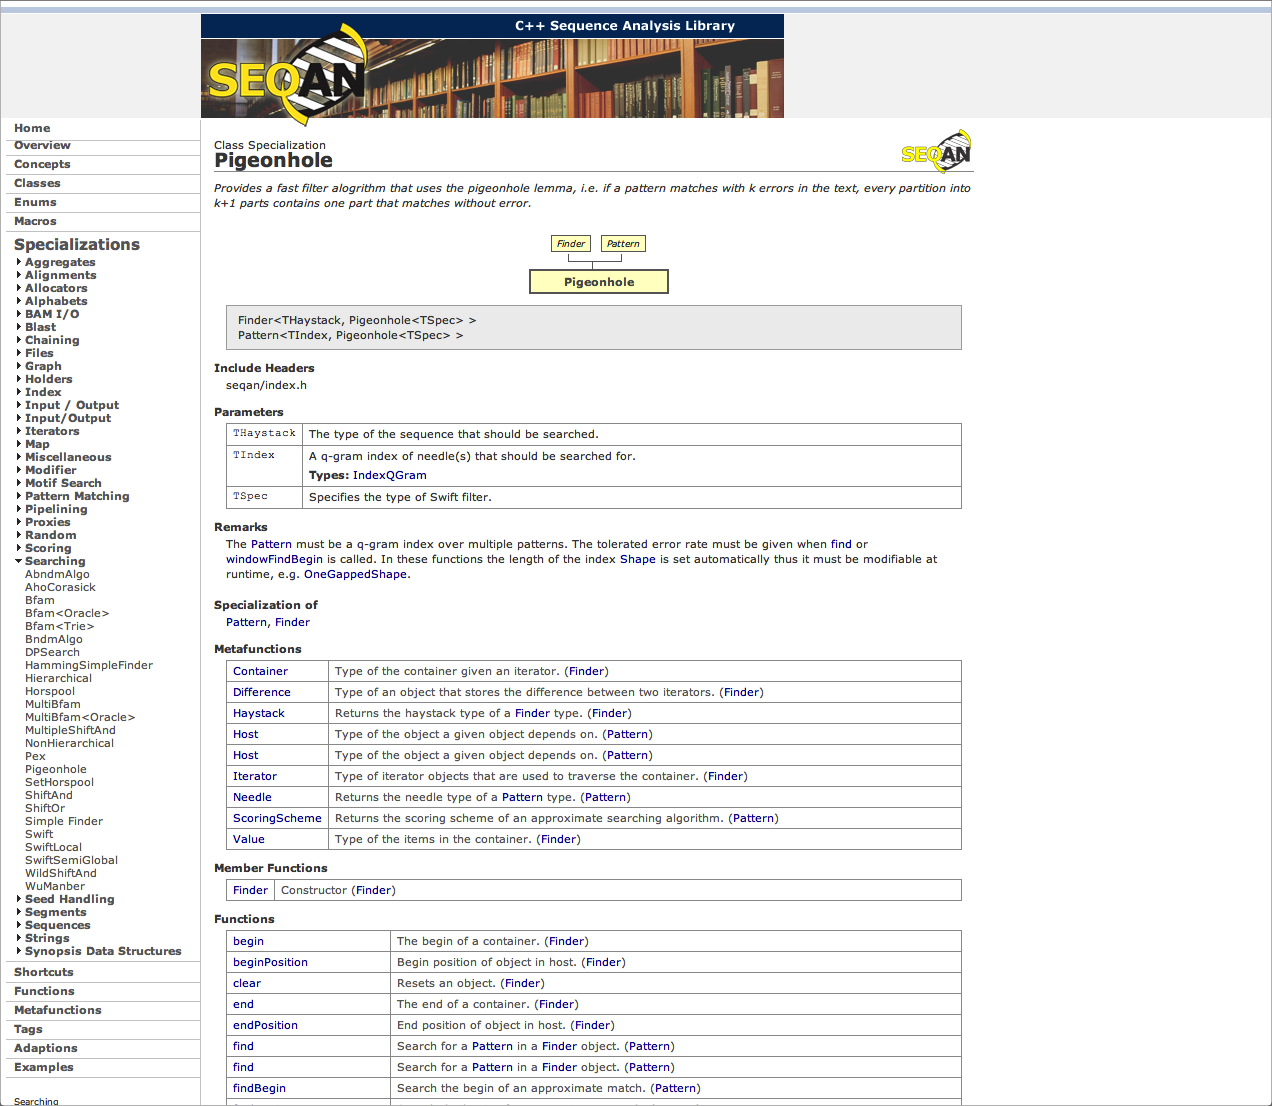 C++ Sequence Analysis Library
SEQAN
Home
Overview
Concepts
Classes
Enums
Macros
Specializations
Aggregates
Alignments
Allocators
Alphabets
BAM I/O
Blast
Chaining
Files
Graph
Holders
Index
Input / Output
Input/Output
Iterators
Map
Miscellaneous
Modifier
Motif Search
Pattern Matching
Pipelining
Proxies
Random
Scoring
Searching
AbndmAlgo
AhoCorasick
Bfam
Bfam<Oracle>
Bfam<Trie>
BndmAlgo
DPSearch
HammingSimpleFinder
Hierarchical
Horspool
MultiBfam
MultiBfam<Oracle>
MultipleShiftAnd
NonHierarchical
Pex
Pigeonhole
SetHorspool
ShiftAnd
ShiftOr
Simple Finder
Swift
SwiftLocal
SwiftSemiGlobal
WildShiftAnd
WuManber
Seed Handling
Segments
Sequences
Strings
Synopsis Data Structures
Shortcuts
Functions
Metafunctions
Tags
Adaptions
Examples
Searching
Class Specialization
Pigeonhole
SEQAN
Provides a fast filter alogrithm that uses the pigeonhole lemma, i.e. if a pattern matches with k errors in the text, every partition into
k+1 parts contains one part that matches without error.
Finder Pattern
Pigeonhole
Finder<THaystack, Pigeonhole<TSpec> >
Pattern<TIndex, Pigeonhole<TSpec> >
Include Headers
seqan/index.h
Parameters
THaystack The type of the sequence that should be searched.
TIndex A q-gram index of needle(s) that should be searched for.
Types: IndexQGram
TSpec Specifies the type of Swift filter.
Remarks
The Pattern must be a q-gram index over multiple patterns. The tolerated error rate must be given when find or
windowFindBegin is called. In these functions the length of the index Shape is set automatically thus it must be modifiable at
runtime, e.g. OneGappedShape.
Specialization of
Pattern, Finder
Metafunctions
Container Type of the container given an iterator. (Finder)
Difference Type of an object that stores the difference between two iterators. (Finder)
Haystack Returns the haystack type of a Finder type. (Finder)
Host Type of the object a given object depends on. (Pattern)
Host Type of the object a given object depends on. (Pattern)
Iterator Type of iterator objects that are used to traverse the container. (Finder)
Needle Returns the needle type of a Pattern type. (Pattern)
ScoringScheme Returns the scoring scheme of an approximate searching algorithm. (Pattern)
Value Type of the items in the container. (Finder)
Member Functions
Finder Constructor (Finder)
Functions
begin The begin of a container. (Finder)
beginPosition Begin position of object in host. (Finder)
clear Resets an object. (Finder)
end The end of a container. (Finder)
endPosition End position of object in host. (Finder)
find Search for a Pattern in a Finder object. (Pattern)
find Search for a Pattern in a Finder object. (Pattern)
findBegin Search the begin of an approximate match. (Pattern)